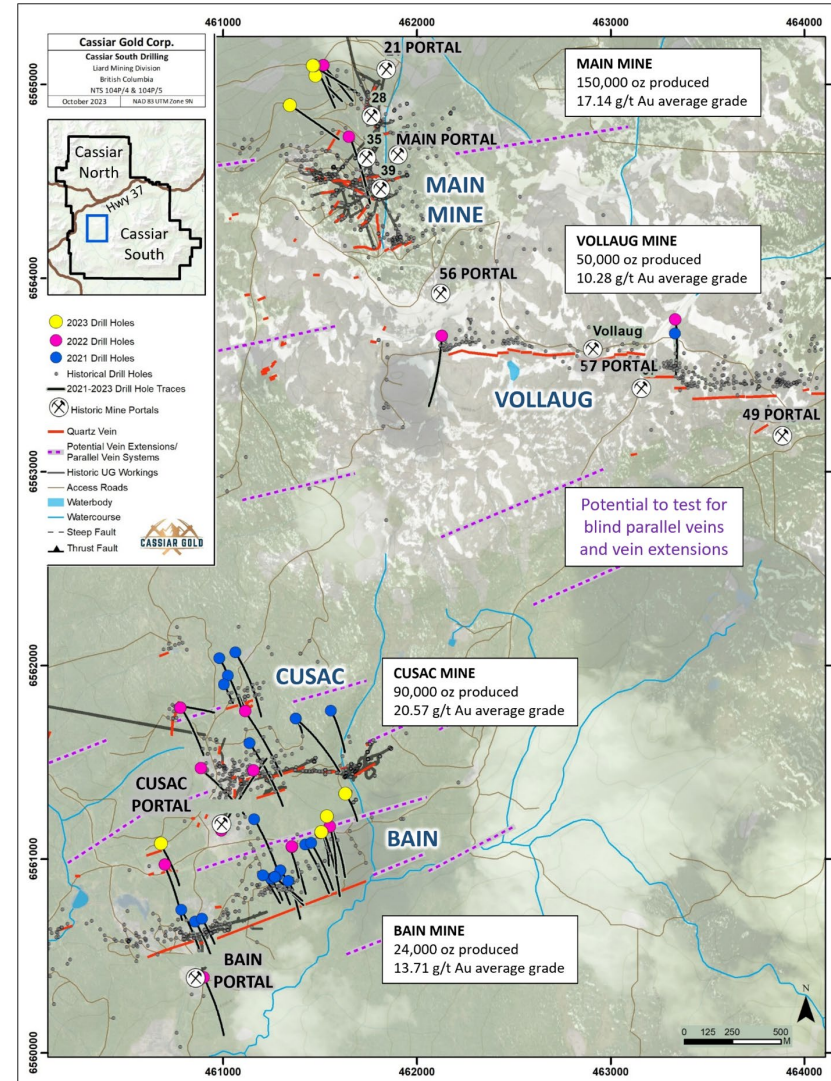 461000
462000
463000
464000
Cassiar Gold Corp.
Cassiar South Drilling
Liard Mining Division
British Columbia
NTS 104P/4 & 104P/5
October 2023
NAD 83 UTM Zone 9N
Cassiar
North
Hwy 37
Cassiar
South
2023 Drill Holes
2022 Drill Holes
2021 Drill Holes
Historical Drill Holes
2021-2023 Drill Hole Traces
Historic Mine Portals
Quartz Vein
Potential Vein Extensions/
Parallel Vein Systems
Historic UG Workings
Access Roads
Waterbody
Watercourse
Steep Fault
Thrust Fault
CASSIAR GOLD
21 PORTAL
28
35
MAIN PORTAL
39
MAIN
MINE
MAIN MINE
150,000 oz produced
17.14 g/t Au average grade
VOLLAUG MINE
50,000 oz produced
10.28 g/t Au average grade
56 PORTAL
Vollaug
57 PORTAL
VOLLAUG
49 PORTAL
Potential to test for
blind parallel veins
and vein extensions
CUSAC
CUSAC MINE
90,000 oz produced
20.57 g/t Au average grade
CUSAC
PORTAL
BAIN
BAIN MINE
24,000 oz produced
13.71 g/t Au average grade
BAIN
PORTAL
N
0 125 250 500
M
6565000
6564000
6563000
6562000
6561000
6560000
461000
462000
463000
464000